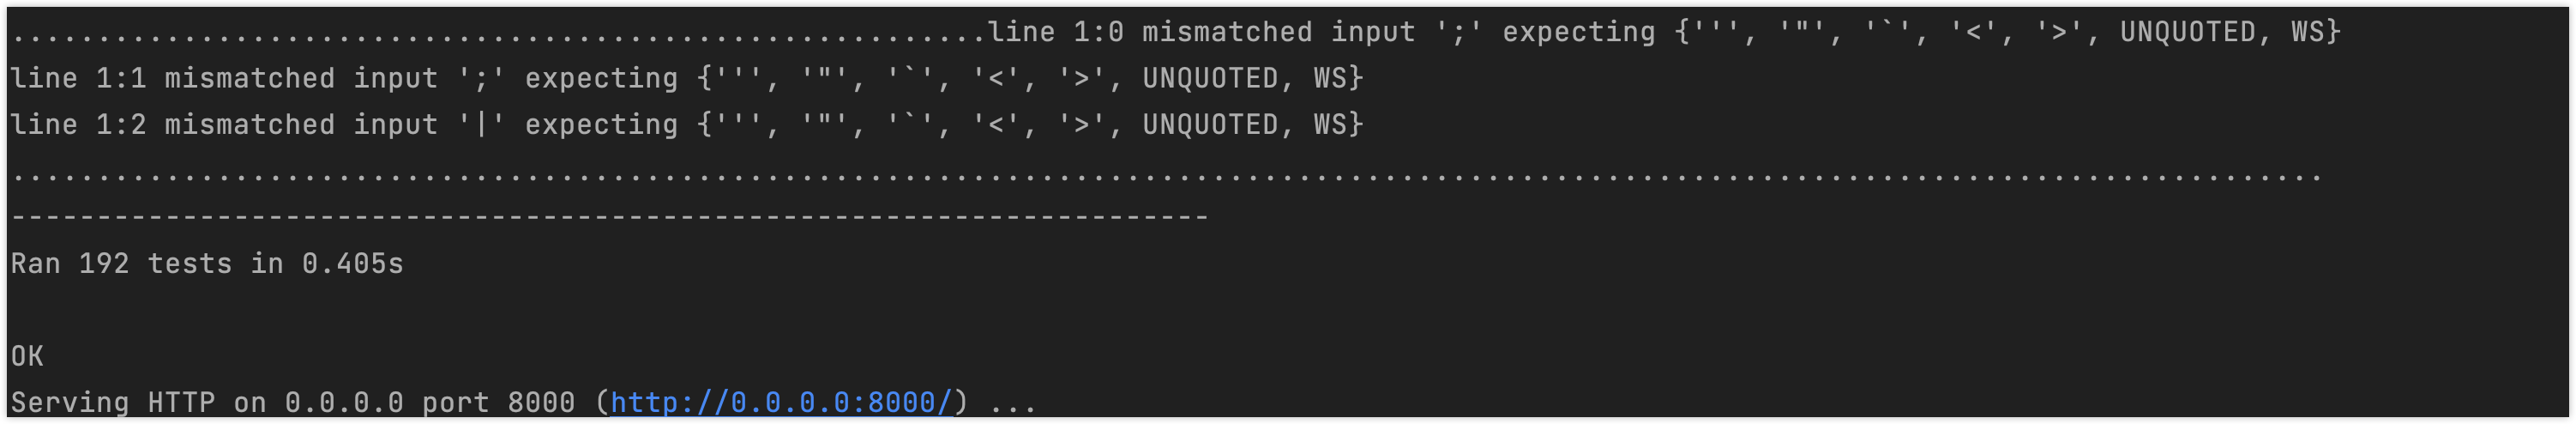 .........................................................line 1:0 mismatched input ';' expecting {''', '"', '`', '<', '>', UNQUOTED, WS}
line 1:1 mismatched input ';' expecting {''', '"', '`', '<', '>', UNQUOTED, WS}
line 1:2 mismatched input '|' expecting {''', '"', '`', '<', '>', UNQUOTED, WS}
.......................................................................................................................................
----------------------------------------------------------------------
Ran 192 tests in 0.405s
OK
Serving HTTP on 0.0.0.0 port 8000 (http://0.0.0.0:8000/) ...